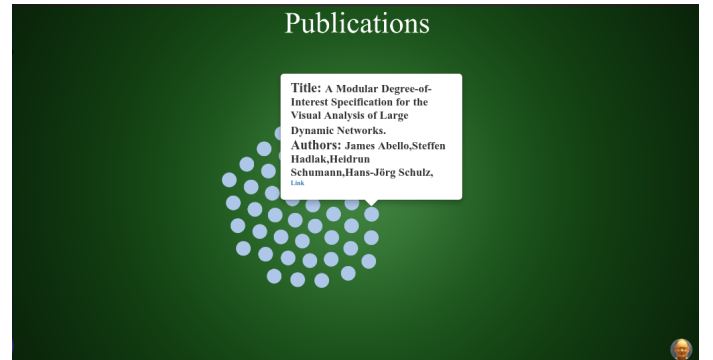 Publications
Title: A Modular Degree-of-
Interest Specification for the
Visual Analysis of Large
Dynamic Networks.
Authors: James Abello,Steffen
Hadlak,Heidrun
Schumann,Hans-Jörg Schulz,
Link